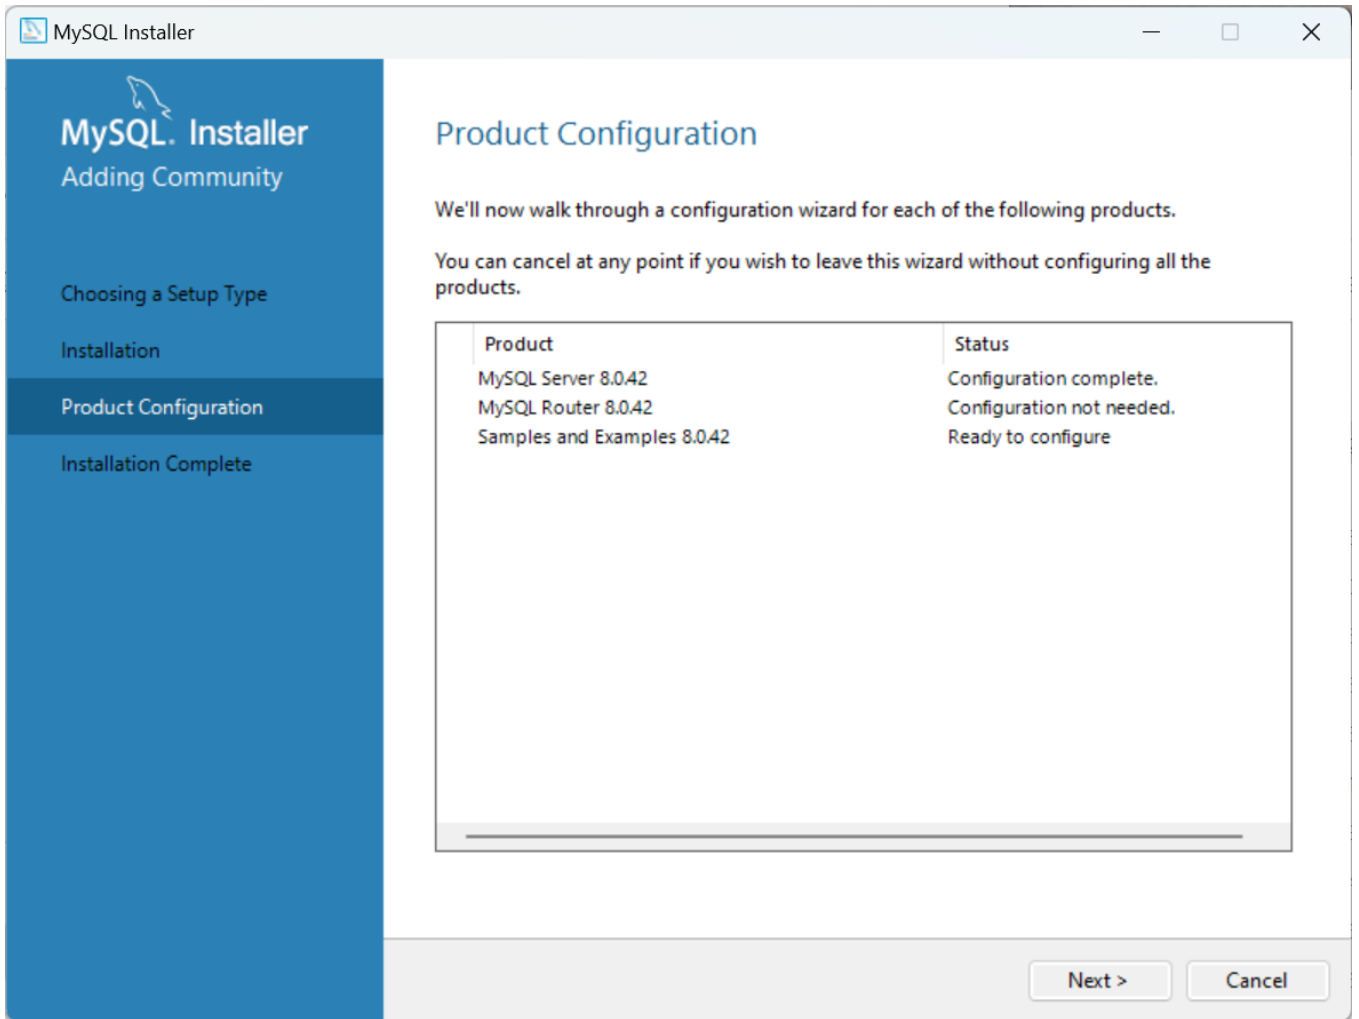 MySQL Installer
MySQL. Installer
Adding Community
Choosing a Setup Type
Installation
Product Configuration
Installation Complete
Product Configuration
We'll now walk through a configuration wizard for each of the following products.
You can cancel at any point if you wish to leave this wizard without configuring all the
products.
Product Status
MySQL Server 8.0.42 Configuration complete.
MySQL Router 8.0.42 Configuration not needed.
Samples and Examples 8.0.42 Ready to configure
Next > Cancel